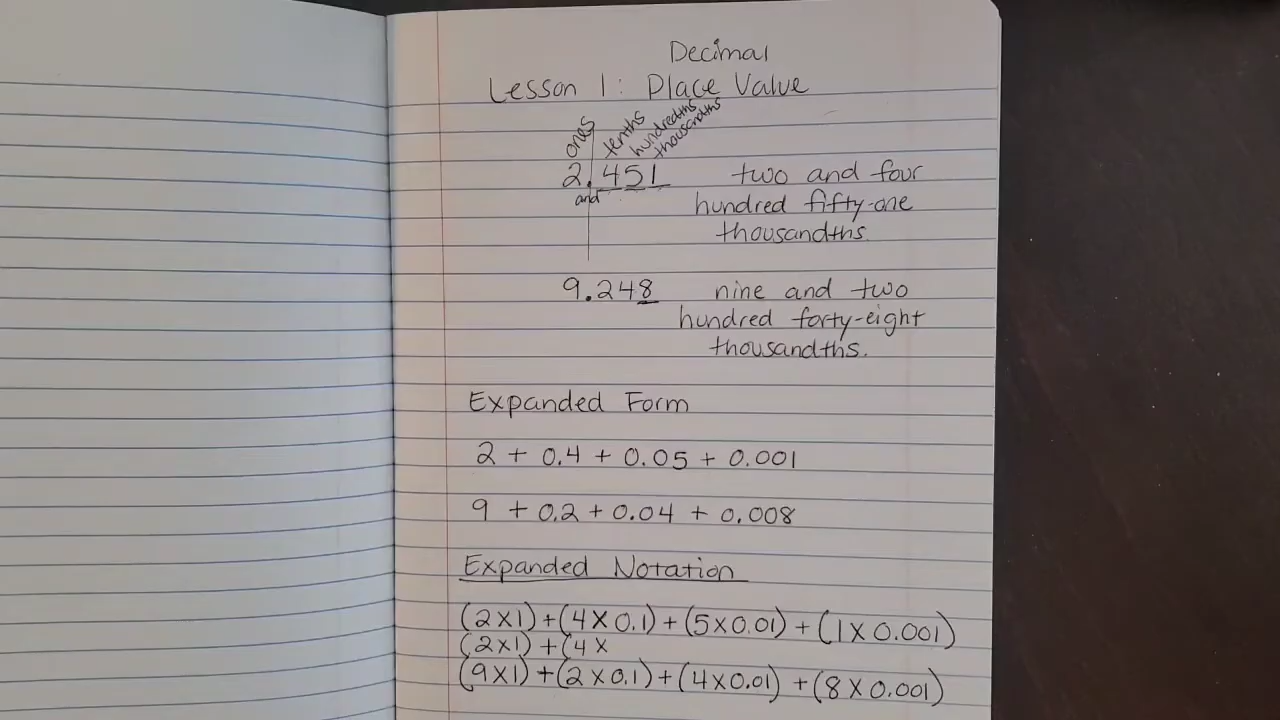 Decimal
Lesson 1: Place Value
ones tenths hundredths thousandths
2.451 two and four
and
hundred fifty-one
thousandths.
9.248 nine and two
hundred forty-eight
thousandths.
Expanded Form
2 + 0.4 + 0.05 + 0.001
9 + 0.2 + 0.04 + 0.008
Expanded Notation
(2×1) + (4 × 0.1) + (5 × 0.01) + (1 × 0.001)
(2×1) + (4 ×
(9×1) + (2 × 0.1) + (4 × 0.01) + (8 × 0.001)